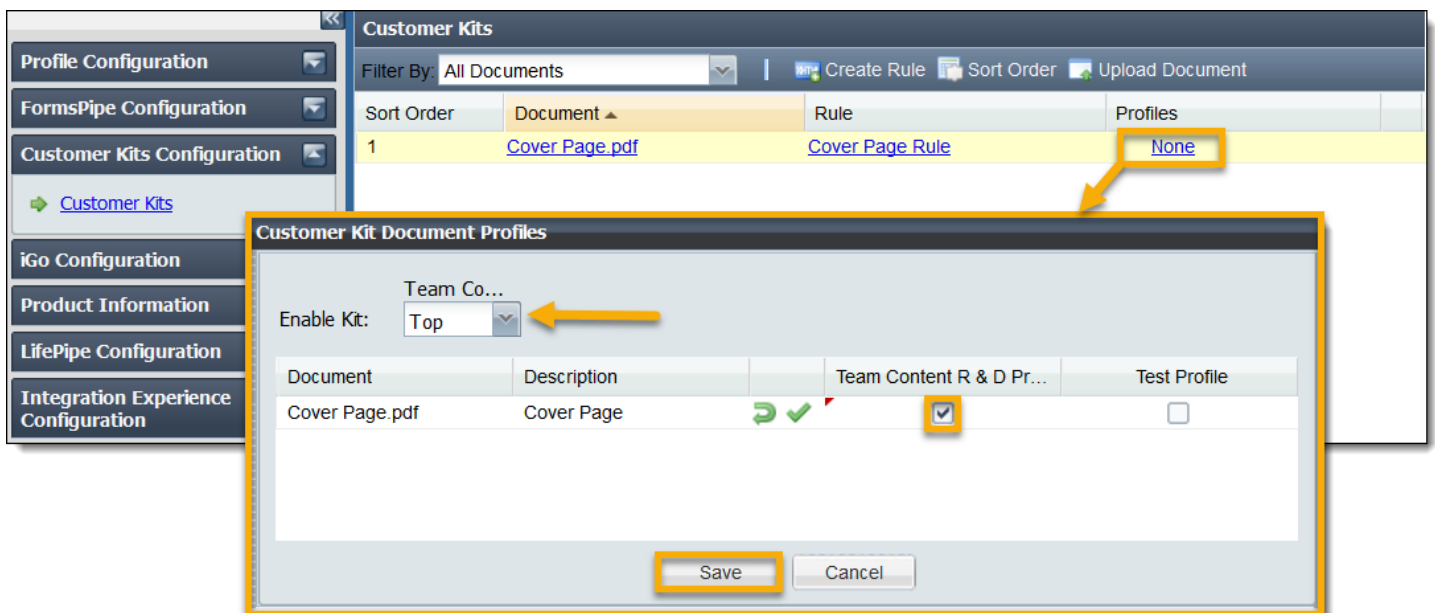 Customer Kits
Profile Configuration
Filter By: All Documents Create Rule Sort Order Upload Document
FormsPipe Configuration
Sort Order Document Rule Profiles
Customer Kits Configuration
1 Cover Page.pdf Cover Page Rule None
Customer Kits
Customer Kit Document Profiles
iGo Configuration
Product Information
LifePipe Configuration
Integration Experience
Configuration
Team Co...
Enable Kit: Top
Document Description Team Content R & D Pr... Test Profile
Cover Page.pdf Cover Page
Save Cancel